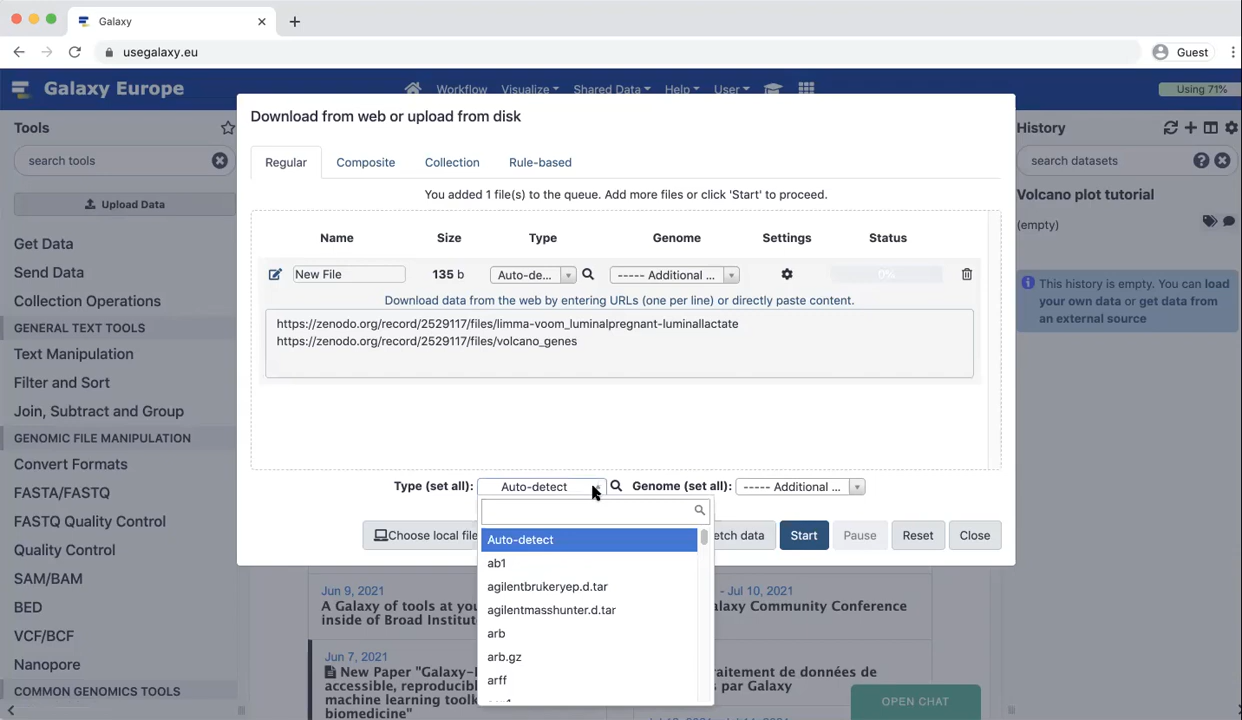 Galaxy
usegalaxy.eu
Guest
Galaxy Europe
Workflow Visualize Shared Data Help User
Using 71%
Tools
search tools
Upload Data
Get Data
Send Data
Collection Operations
GENERAL TEXT TOOLS
Text Manipulation
Filter and Sort
Join, Subtract and Group
GENOMIC FILE MANIPULATION
Convert Formats
FASTA/FASTQ
FASTQ Quality Control
Quality Control
SAM/BAM
BED
VCF/BCF
Nanopore
COMMON GENOMICS TOOLS
Download from web or upload from disk
Regular Composite Collection Rule-based
You added 1 file(s) to the queue. Add more files or click 'Start' to proceed.
Name Size Type Genome Settings Status
New File 135 b Auto-de... ----- Additional ... 0%
Download data from the web by entering URLs (one per line) or directly paste content.
https://zenodo.org/record/2529117/files/limma-voom_luminalpregnant-luminallactate
https://zenodo.org/record/2529117/files/volcano_genes
Type (set all): Auto-detect Genome (set all): ----- Additional ...
Choose local file
etch data Start Pause Reset Close
Auto-detect
ab1
agilentbrukeryep.d.tar
agilentmasshunter.d.tar
arb
arb.gz
arff
Jun 9, 2021
A Galaxy of tools at you
inside of Broad Institut
Jun 7, 2021
New Paper "Galaxy-
accessible, reproducibl
machine learning toolk
biomedicine"
- Jul 10, 2021
alaxy Community Conference
raitement de données de
s par Galaxy
OPEN CHAT
History
search datasets
Volcano plot tutorial
(empty)
This history is empty. You can load
your own data or get data from
an external source